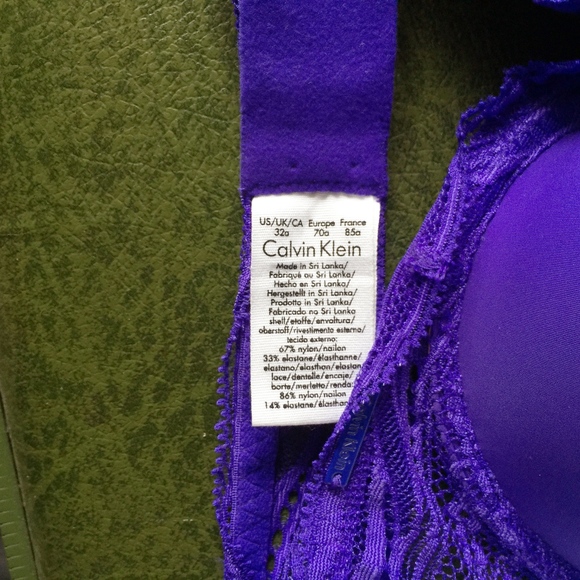 US/UK/CA Europe France
32a 70a 85a
Calvin Klein
Made in Sri Lanka/
Fabriqué au Sri Lanka/
Hecho en Sri Lanka/
Hergestellt in Sri Lanka/
Prodotto in Sri Lanka/
Fabricado na Sri Lanka
shell/etoffe/envoltura/
oberstoff/rivestimento esterno/
tecido externo:
67% nylon/nailon
33% elastane/élasthanne/
elastano/elasthan/elastan
lace/dentelle/encaje/
borte/merletto/renda:
86% nylon/nailon
14% elastane/élasthanne/